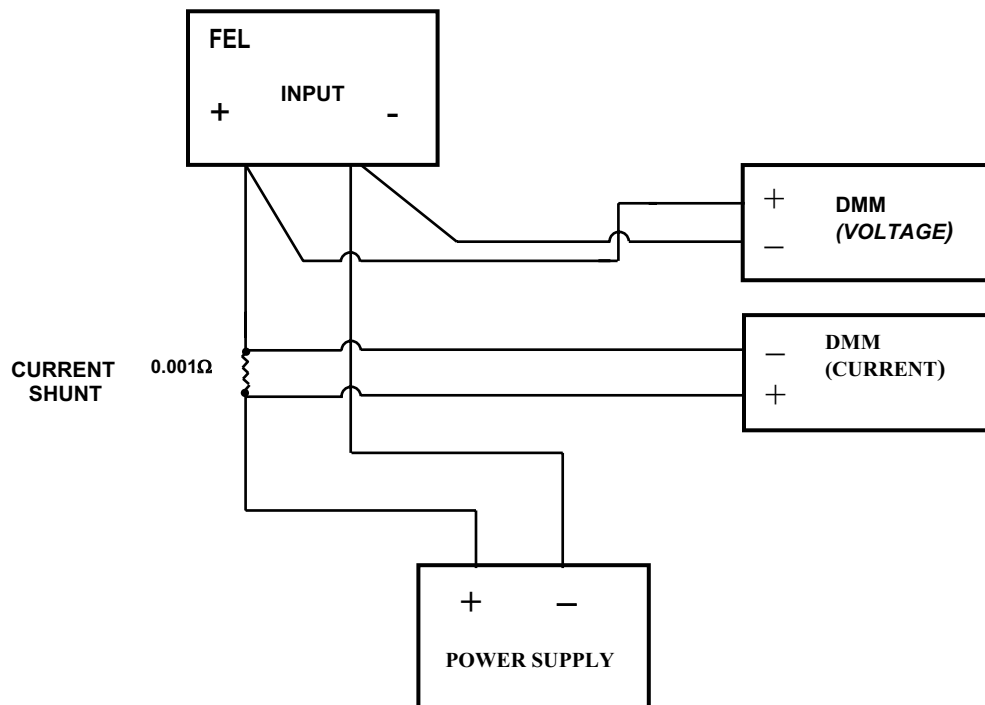 FEL
INPUT
+ -
+
DMM
(VOLTAGE)
−
−
DMM
(CURRENT)
+
CURRENT
SHUNT
0.001Ω
+ −
POWER SUPPLY